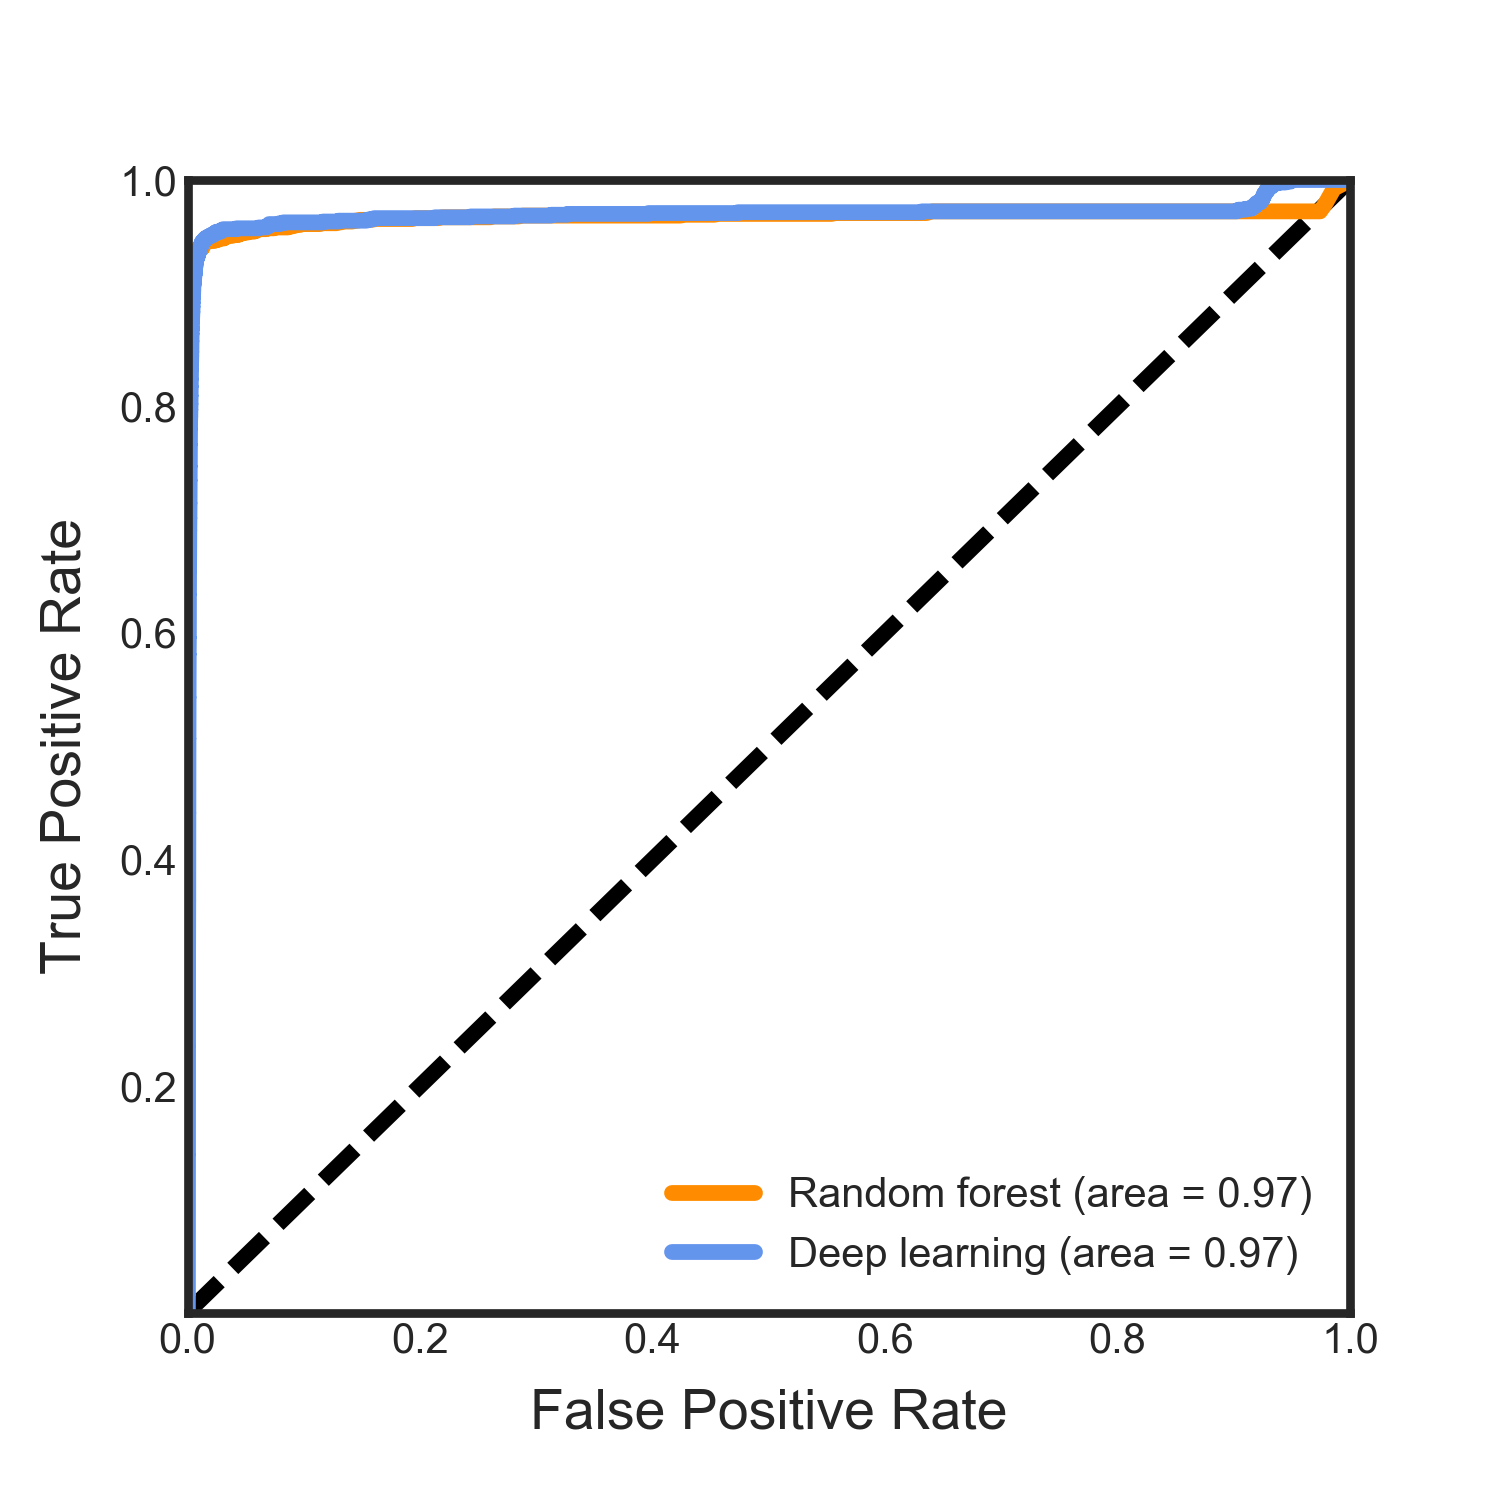 1.0
0.8
0.6
0.4
0.2
True Positive Rate
Random forest (area = 0.97)
Deep learning (area = 0.97)
0.0 0.2 0.4 0.6 0.8 1.0
False Positive Rate